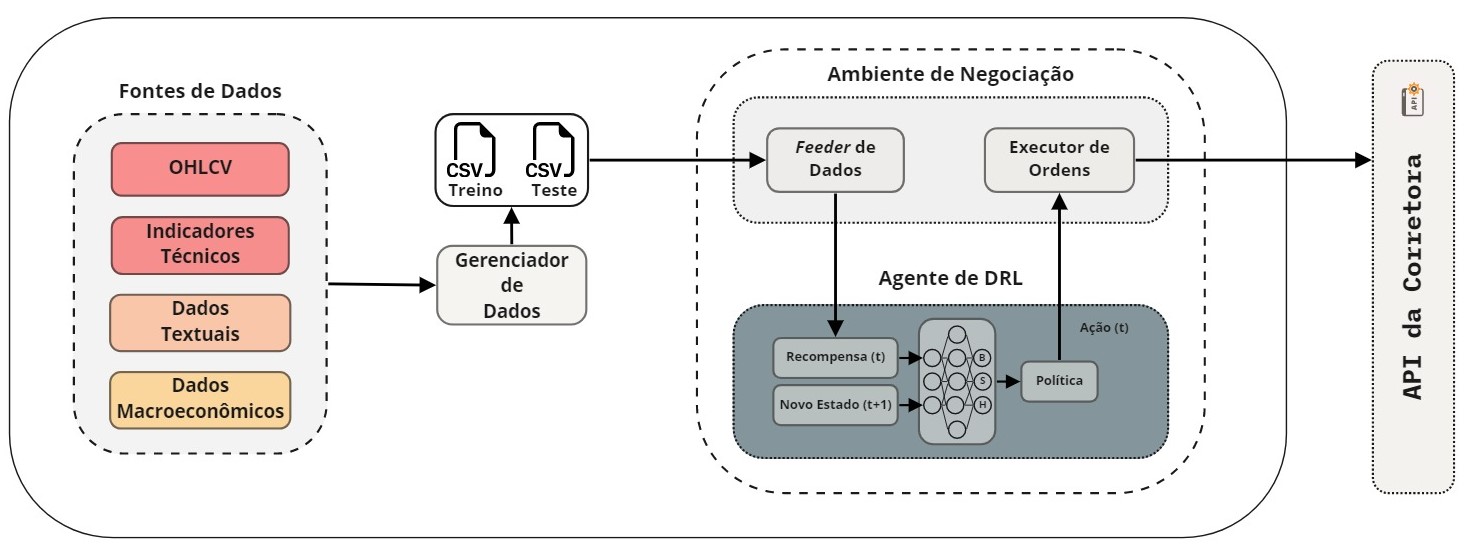 Fontes de Dados
OHLCV
Indicadores
Técnicos
Dados
Textuais
Dados
Macroeconômicos
CSV
Treino
CSV
Teste
Gerenciador
de
Dados
Ambiente de Negociação
Feeder de
Dados
Executor de
Ordens
Agente de DRL
Recompensa (t)
Novo Estado (t+1)
B
S
H
Política
Ação (t)
API
API da Corretora